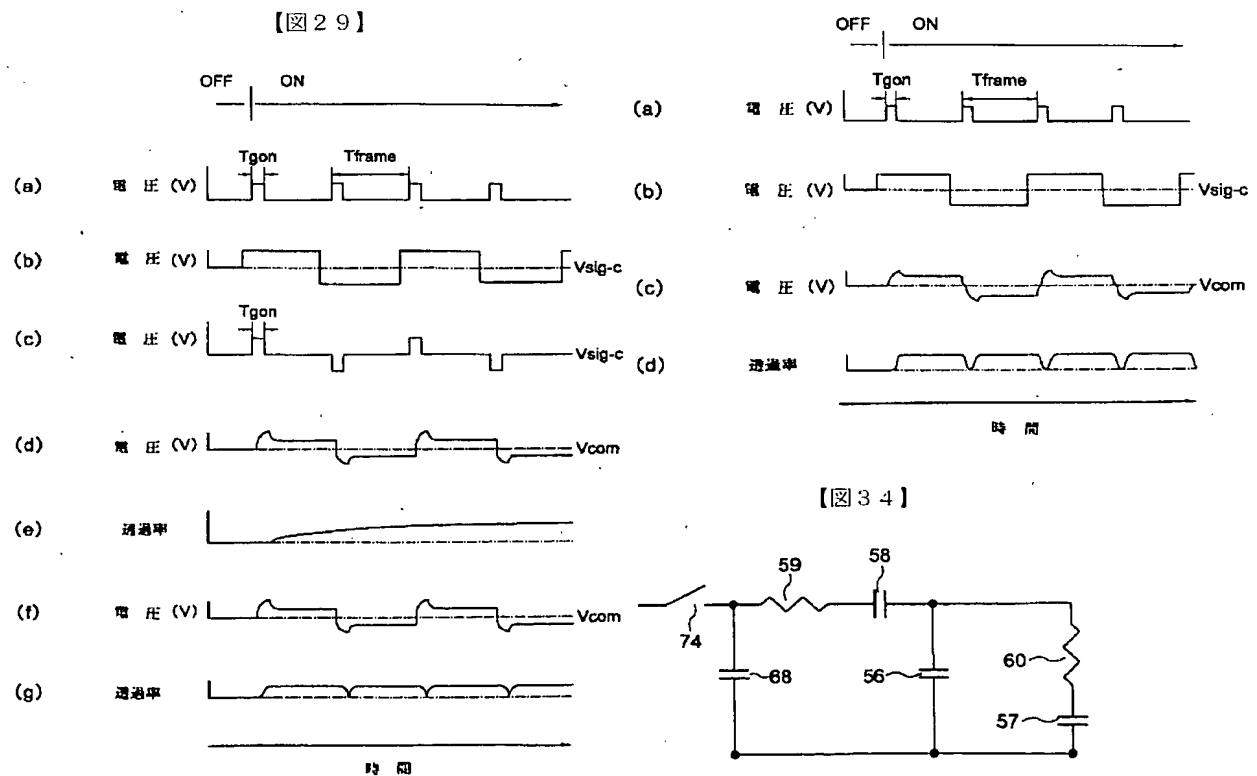 【図29】
OFF ON
Tgon Tframe
(a) 電圧(V)
(b) 電圧(V) Vsig-c
Tgon
(c) 電圧(V) Vsig-c
(d) 電圧(V) Vcom
(e) 透過率
(f) 電圧(V) Vcom
(g) 透過率
時間
OFF ON
Tgon Tframe
(a) 電圧(V)
(b) 電圧(V) Vsig-c
(c) 電圧(V) Vcom
(d) 透過率
時間
【図34】
58
59
74
60
68
56
57